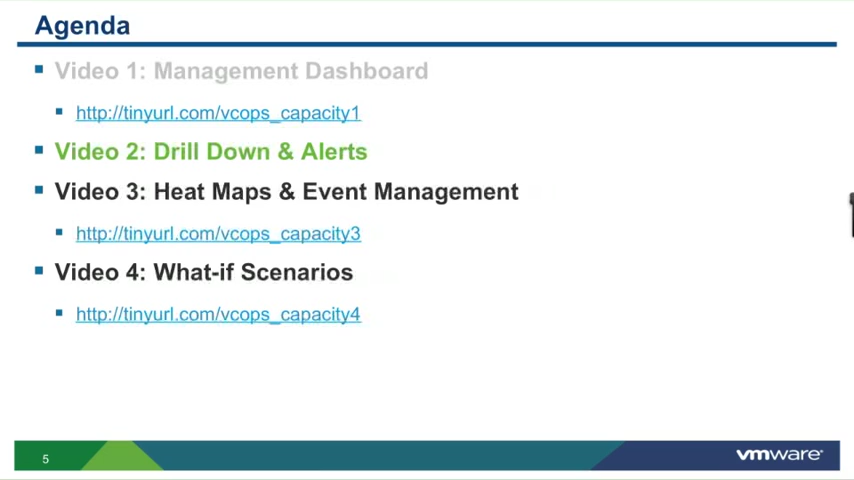 Agenda
Video 1: Management Dashboard
http://tinyurl.com/vcops_capacity1
Video 2: Drill Down & Alerts
Video 3: Heat Maps & Event Management
http://tinyurl.com/vcops_capacity3
Video 4: What-if Scenarios
http://tinyurl.com/vcops_capacity4
5
vmware